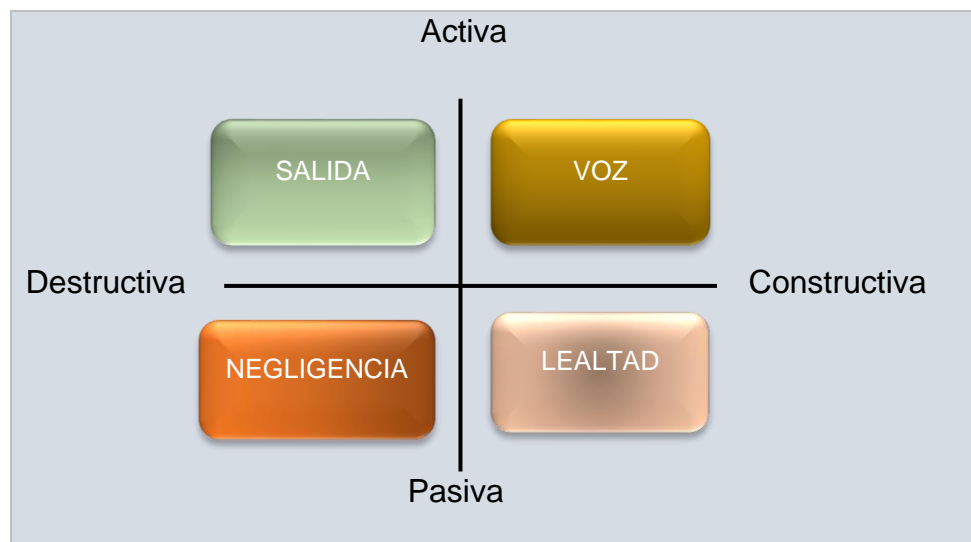 Activa
SALIDA
VOZ
Destructiva
Constructiva
NEGLIGENCIA
LEALTAD
Pasiva